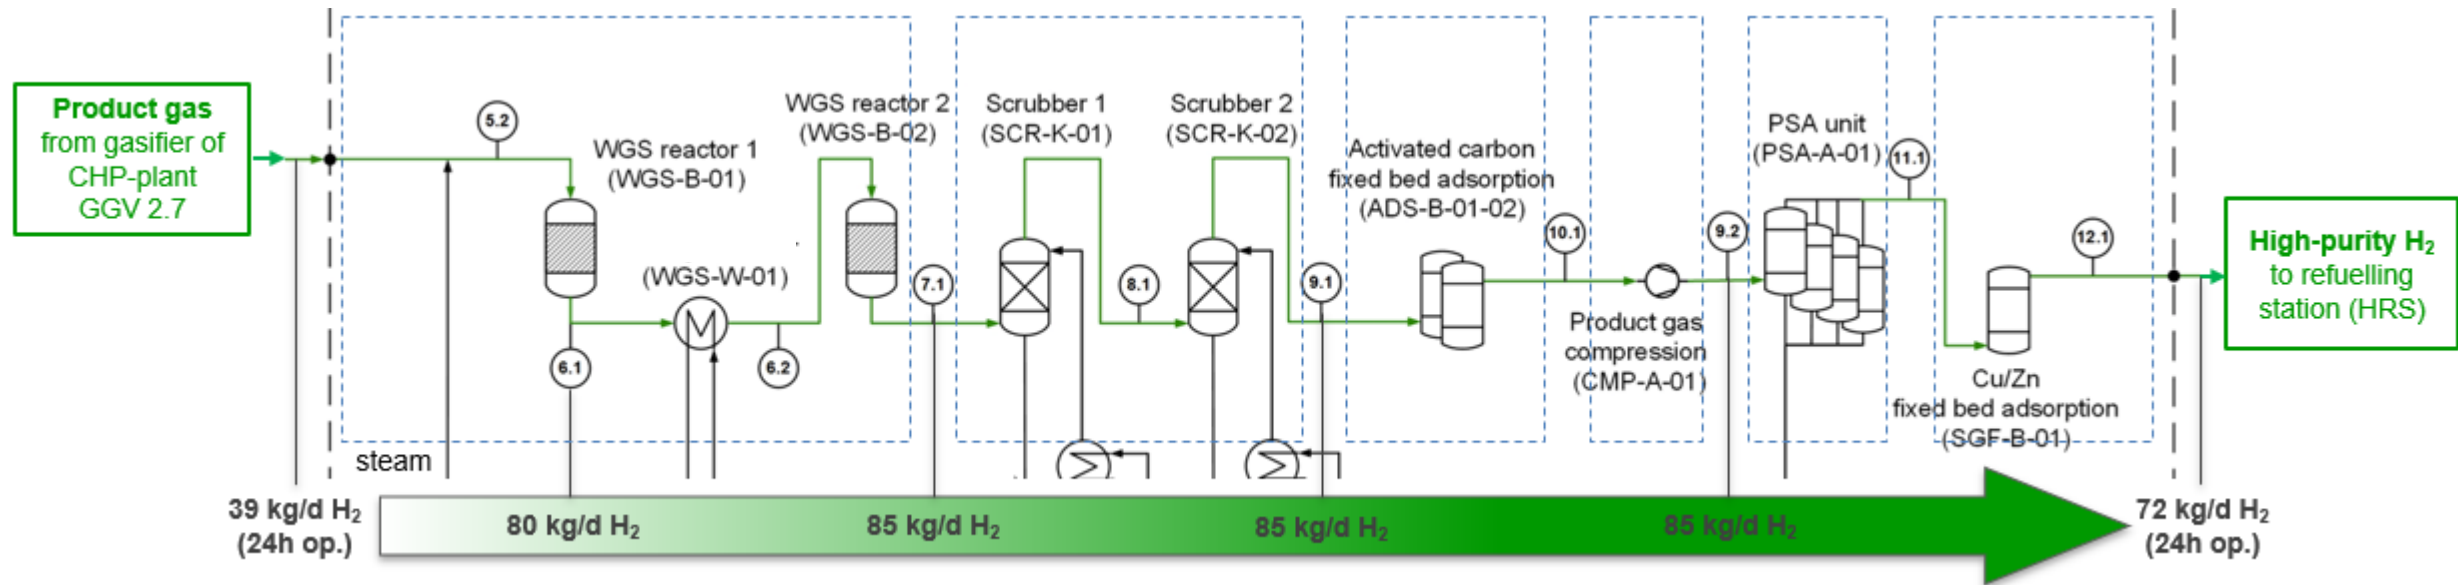 Product gas
from gasifier of
CHP-plant
GGV 2.7
5.2
WGS reactor 1
(WGS-B-01)
WGS reactor 2
(WGS-B-02)
(WGS-W-01)
6.1
6.2
7.1
steam
Scrubber 1
(SCR-K-01)
Scrubber 2
(SCR-K-02)
8.1
9.1
Activated carbon
fixed bed adsorption
(ADS-B-01-02)
10.1
Product gas
compression
(CMP-A-01)
9.2
PSA unit
(PSA-A-01)
11.1
Cu/Zn
fixed bed adsorption
(SGF-B-01)
12.1
High-purity H₂
to refuelling
station (HRS)
39 kg/d H₂
(24h op.)
80 kg/d H₂
85 kg/d H₂
85 kg/d H₂
85 kg/d H₂
72 kg/d H₂
(24h op.)